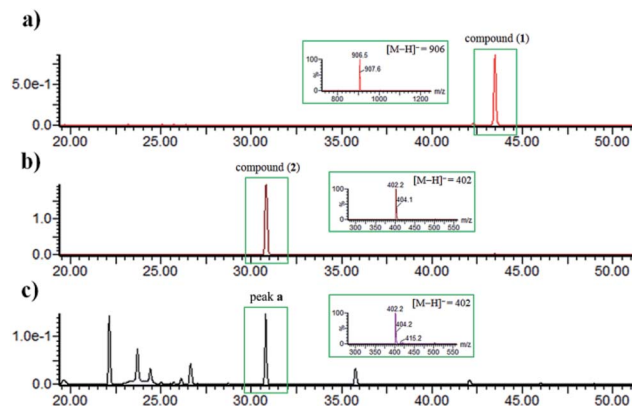 a)
compound (1)
[M−H]⁻ = 906
100
%
0
906.5
907.6
800 1000 1200 m/z
5.0e-1
0.0
20.00 25.00 30.00 35.00 40.00 45.00 50.00
b)
compound (2)
[M−H]⁻ = 402
100
%
0
402.2
404.1
300 350 400 450 500 550 m/z
1.0
0.0
20.00 25.00 30.00 35.00 40.00 45.00 50.00
c)
peak a
[M−H]⁻ = 402
100
%
0
402.2
404.2
415.2
300 350 400 450 500 550 m/z
1.0e-1
0.0
20.00 25.00 30.00 35.00 40.00 45.00 50.00